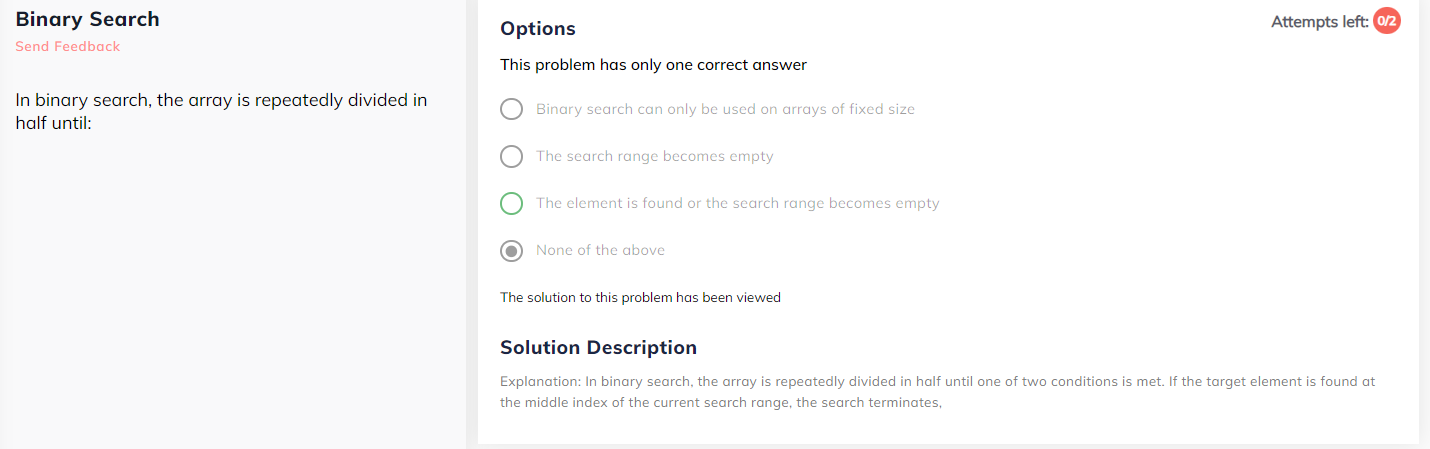 Binary Search
Send Feedback
In binary search, the array is repeatedly divided in
half until:
Options
Attempts left: 0/2
This problem has only one correct answer
Binary search can only be used on arrays of fixed size
The search range becomes empty
The element is found or the search range becomes empty
None of the above
The solution to this problem has been viewed
Solution Description
Explanation: In binary search, the array is repeatedly divided in half until one of two conditions is met. If the target element is found at
the middle index of the current search range, the search terminates,